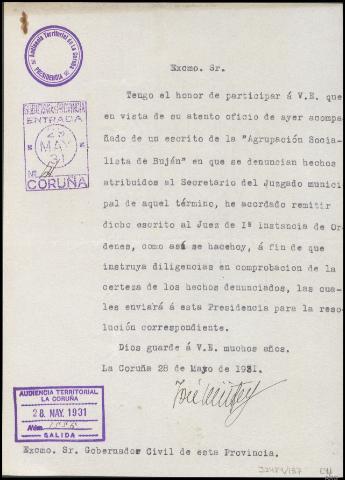 Audiencia Territorial de La Coruña
PRESIDENCIA
ENTRADA
29
MAY
31
CORUÑA
Excmo. Sr.
Tengo el honor de participar á V.E. que
en vista de su atento oficio de ayer acompa-
ñado de un escrito de la "Agrupación Socia-
lista de Buján" en que se denuncian hechos
atribuidos al Secretario del Juzgado munici-
pal de aquel término, he acordado remitir
dicho escrito al Juez de Iª instancia de Or-
denes, como así se hacehoy, á fin de que
instruya diligencias en comprobacion de la
certeza de los hechos denunciados, las cua-
les enviará á esta Presidencia para la reso-
lución correspondiente.
Dios guarde á V.E. muchos años.
La Coruña 28 de Mayo de 1931.
AUDIENCIA TERRITORIAL
LA CORUÑA
28. MAY. 1931
Núm.
SALIDA
Excmo. Sr. Gobernador Civil de esta Provincia.